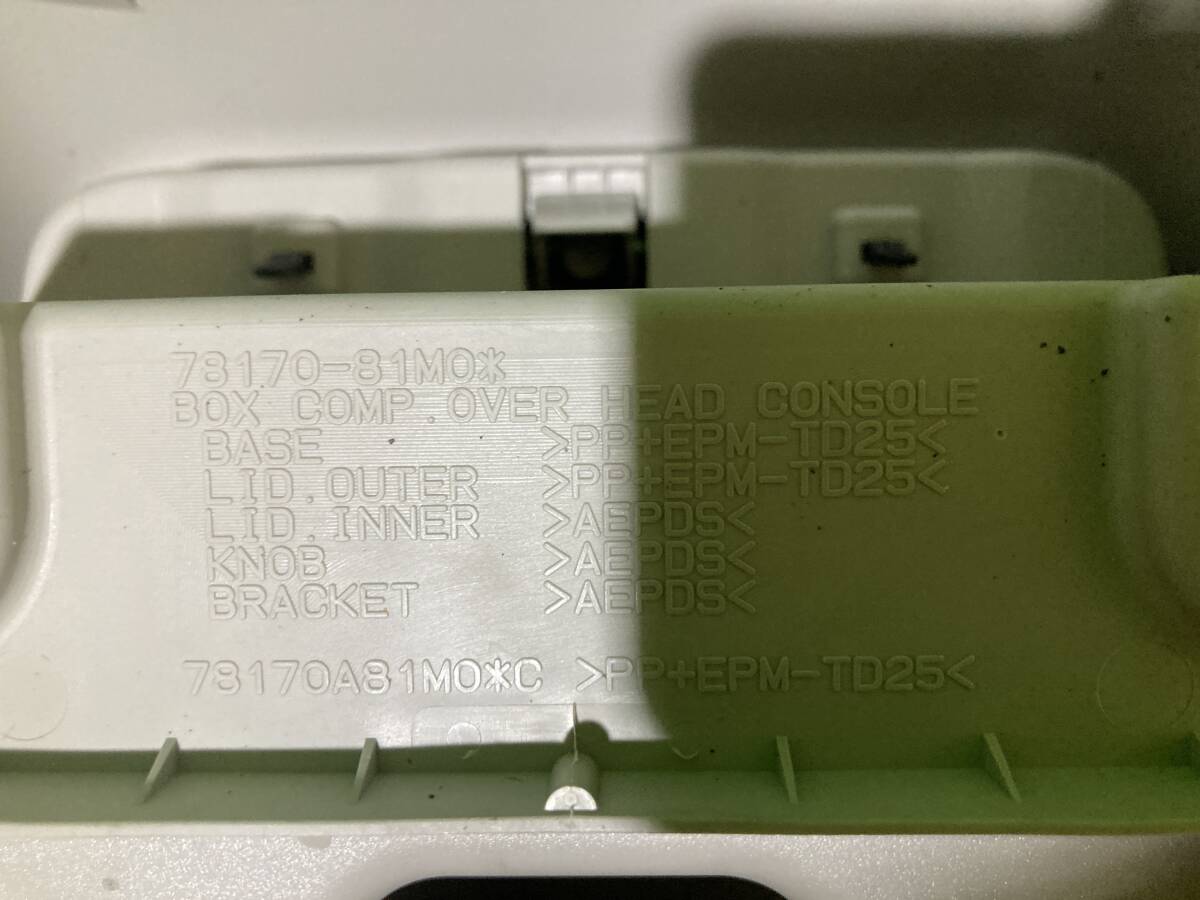 78170-81M0*
BOX COMP.OVER HEAD CONSOLE
BASE >PP+EPM-TD25<
LID.OUTER >PP+EPM-TD25<
LID.INNER >AEPDS<
KNOB >AEPDS<
BRACKET >AEPDS<
78170A81M0*C >PP+EPM-TD25<